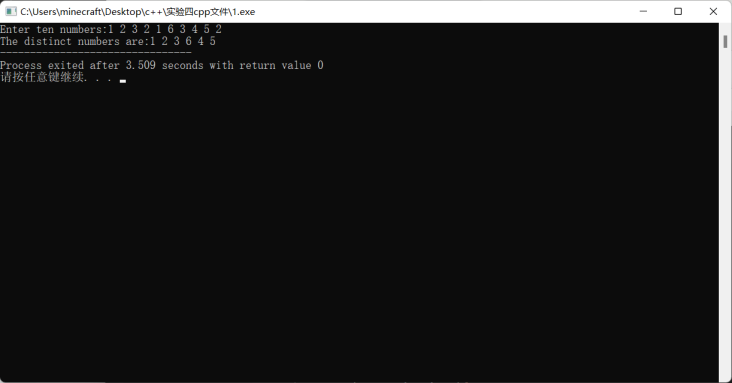 C:\Users\minecraft\Desktop\c++\实验四cpp文件\1.exe
Enter ten numbers:1 2 3 2 1 6 3 4 5 2
The distinct numbers are:1 2 3 6 4 5
--------------------------------
Process exited after 3.509 seconds with return value 0
请按任意键继续. . .